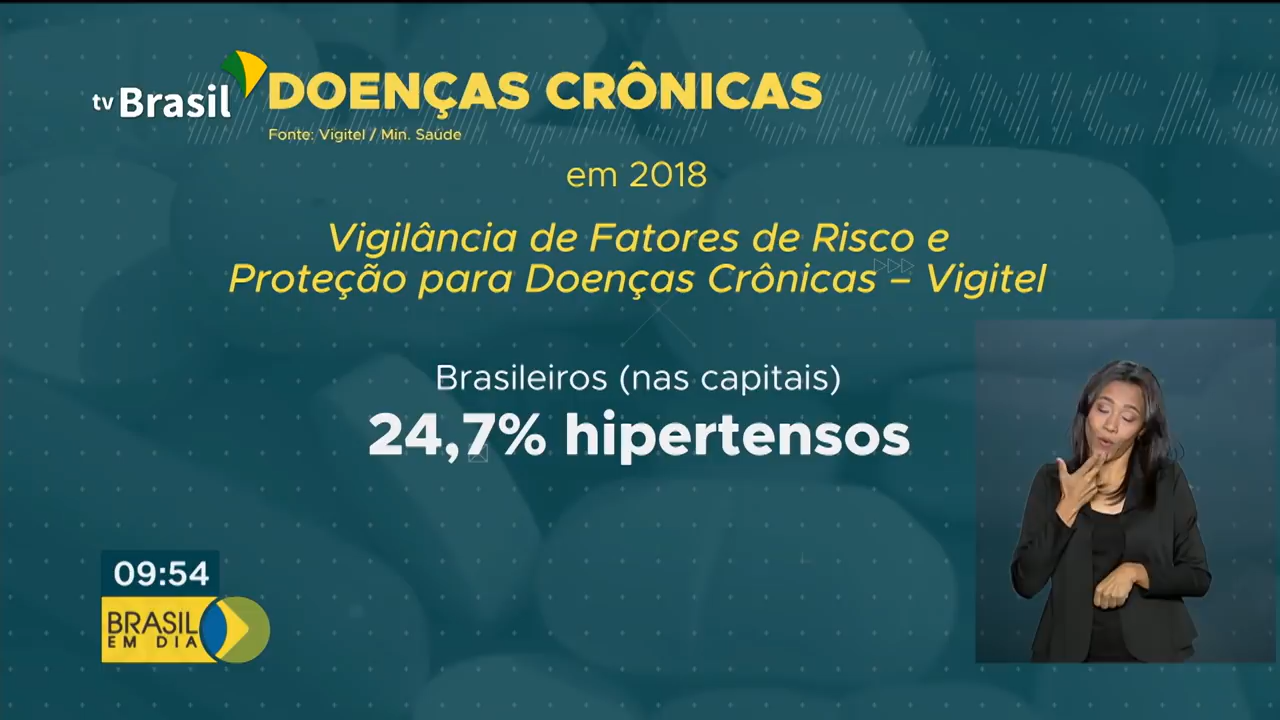 tv Brasil
DOENÇAS CRÔNICAS
Fonte: Vigitel / Min. Saúde
em 2018
Vigilância de Fatores de Risco e
Proteção para Doenças Crônicas – Vigitel
Brasileiros (nas capitais)
24,7% hipertensos
09:54
BRASIL
EM DIA